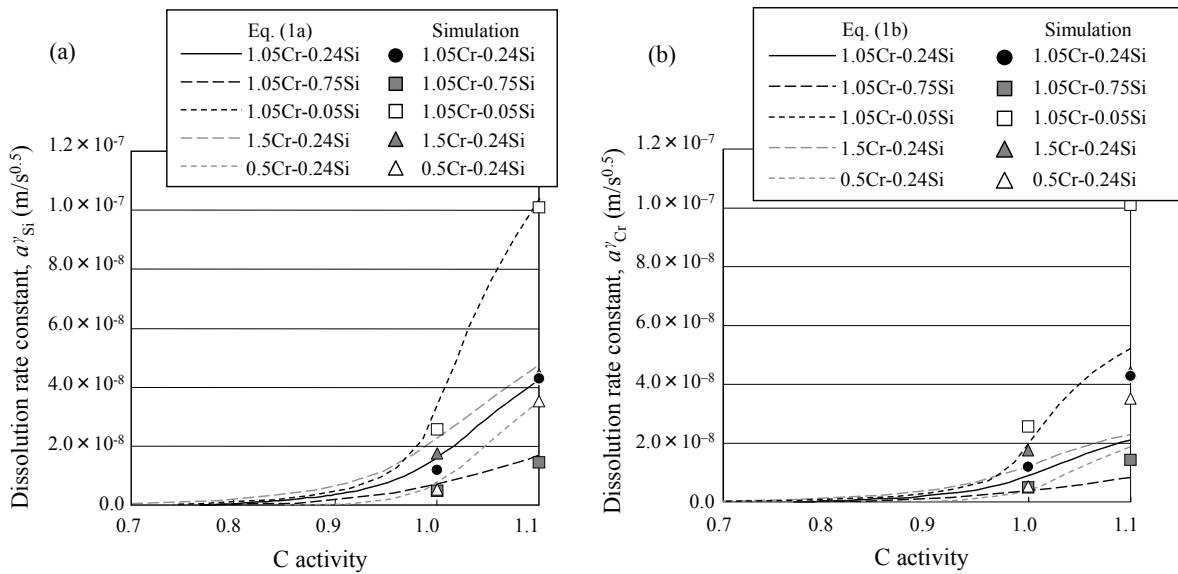 (a)
Eq. (1a) Simulation
1.05Cr-0.24Si 1.05Cr-0.24Si
1.05Cr-0.75Si 1.05Cr-0.75Si
1.05Cr-0.05Si 1.05Cr-0.05Si
1.5Cr-0.24Si 1.5Cr-0.24Si
0.5Cr-0.24Si 0.5Cr-0.24Si
Dissolution rate constant, a^γ_Si (m/s^0.5)
1.2 × 10^-7
1.0 × 10^-7
8.0 × 10^-8
6.0 × 10^-8
4.0 × 10^-8
2.0 × 10^-8
0.0
0.7 0.8 0.9 1.0 1.1
C activity
(b)
Eq. (1b) Simulation
1.05Cr-0.24Si 1.05Cr-0.24Si
1.05Cr-0.75Si 1.05Cr-0.75Si
1.05Cr-0.05Si 1.05Cr-0.05Si
1.5Cr-0.24Si 1.5Cr-0.24Si
0.5Cr-0.24Si 0.5Cr-0.24Si
Dissolution rate constant, a^γ_Cr (m/s^0.5)
1.2 × 10^-7
1.0 × 10^-7
8.0 × 10^-8
6.0 × 10^-8
4.0 × 10^-8
2.0 × 10^-8
0.0
0.7 0.8 0.9 1.0 1.1
C activity